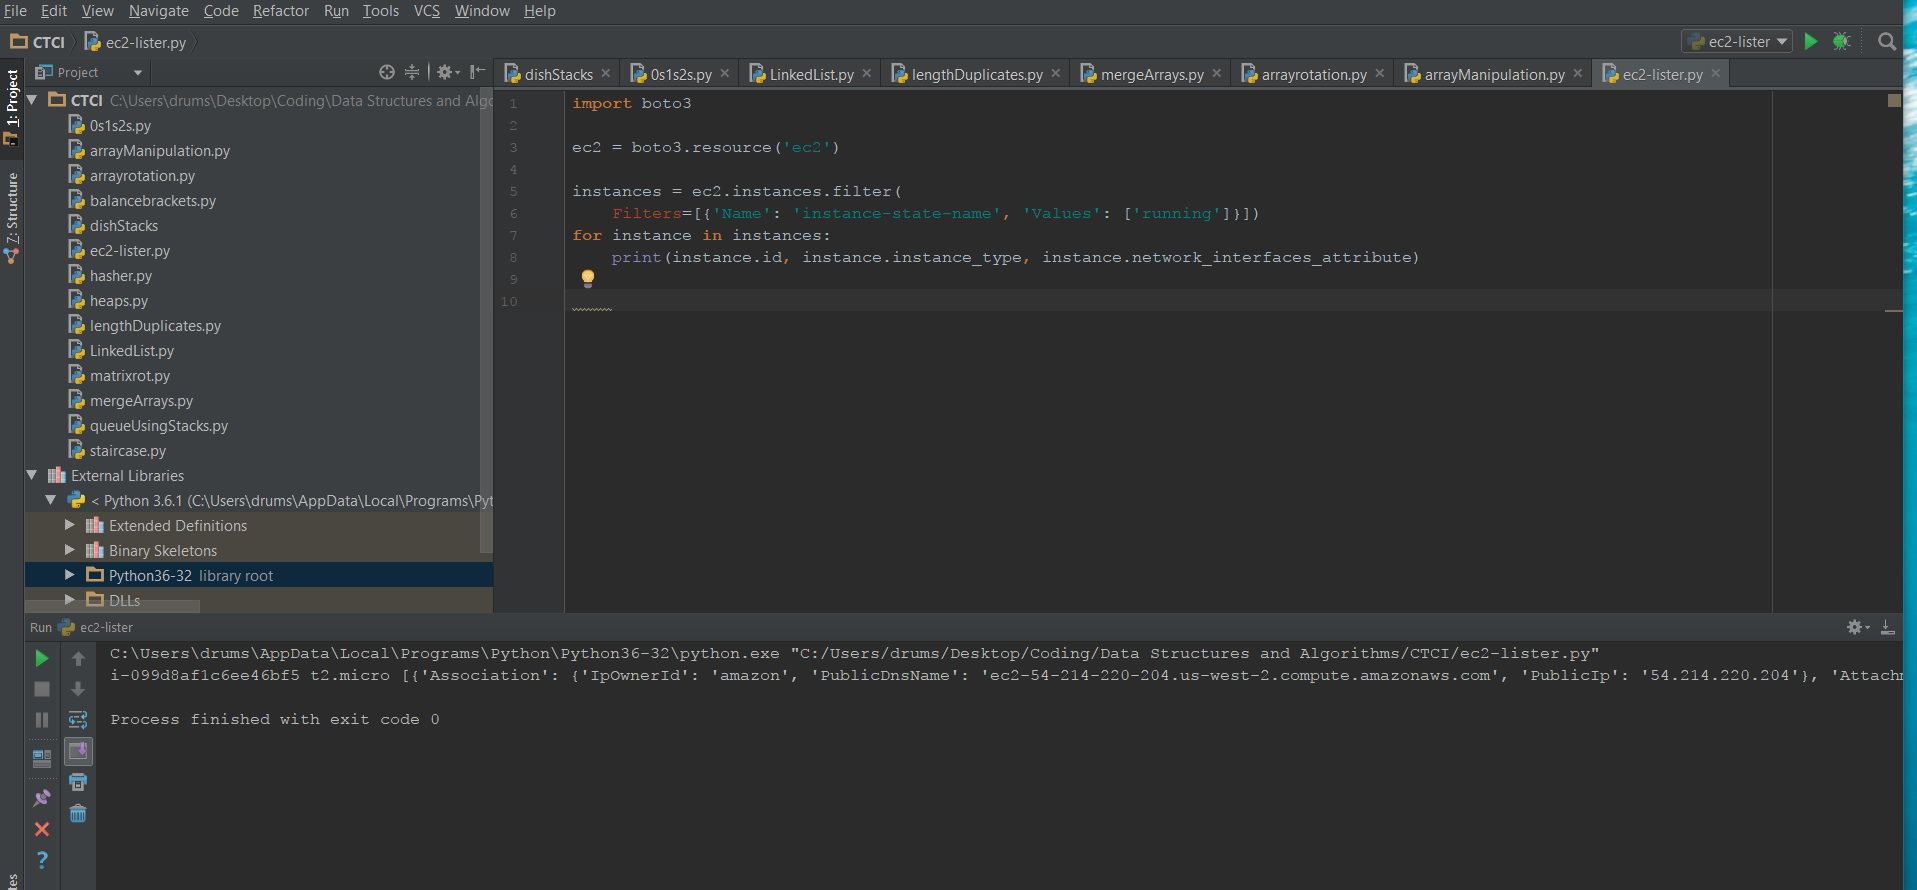 File Edit View Navigate Code Refactor Run Tools VCS Window Help
CTCI ec2-lister.py ec2-lister
1: Project
7: Structure
Project
CTCI C:\Users\drums\Desktop\Coding\Data Structures and Algo
0s1s2s.py
arrayManipulation.py
arrayrotation.py
balancebrackets.py
dishStacks
ec2-lister.py
hasher.py
heaps.py
lengthDuplicates.py
LinkedList.py
matrixrot.py
mergeArrays.py
queueUsingStacks.py
staircase.py
External Libraries
< Python 3.6.1 (C:\Users\drums\AppData\Local\Programs\Pyt
Extended Definitions
Binary Skeletons
Python36-32 library root
DLLs
dishStacks 0s1s2s.py LinkedList.py lengthDuplicates.py mergeArrays.py arrayrotation.py arrayManipulation.py ec2-lister.py
1 import boto3
2
3 ec2 = boto3.resource('ec2')
4
5 instances = ec2.instances.filter(
6 Filters=[{'Name': 'instance-state-name', 'Values': ['running']}])
7 for instance in instances:
8 print(instance.id, instance.instance_type, instance.network_interfaces_attribute)
9
10
Run ec2-lister
C:\Users\drums\AppData\Local\Programs\Python\Python36-32\python.exe "C:/Users/drums/Desktop/Coding/Data Structures and Algorithms/CTCI/ec2-lister.py"
i-099d8af1c6ee46bf5 t2.micro [{'Association': {'IpOwnerId': 'amazon', 'PublicDnsName': 'ec2-54-214-220-204.us-west-2.compute.amazonaws.com', 'PublicIp': '54.214.220.204'}, 'Attachm
Process finished with exit code 0